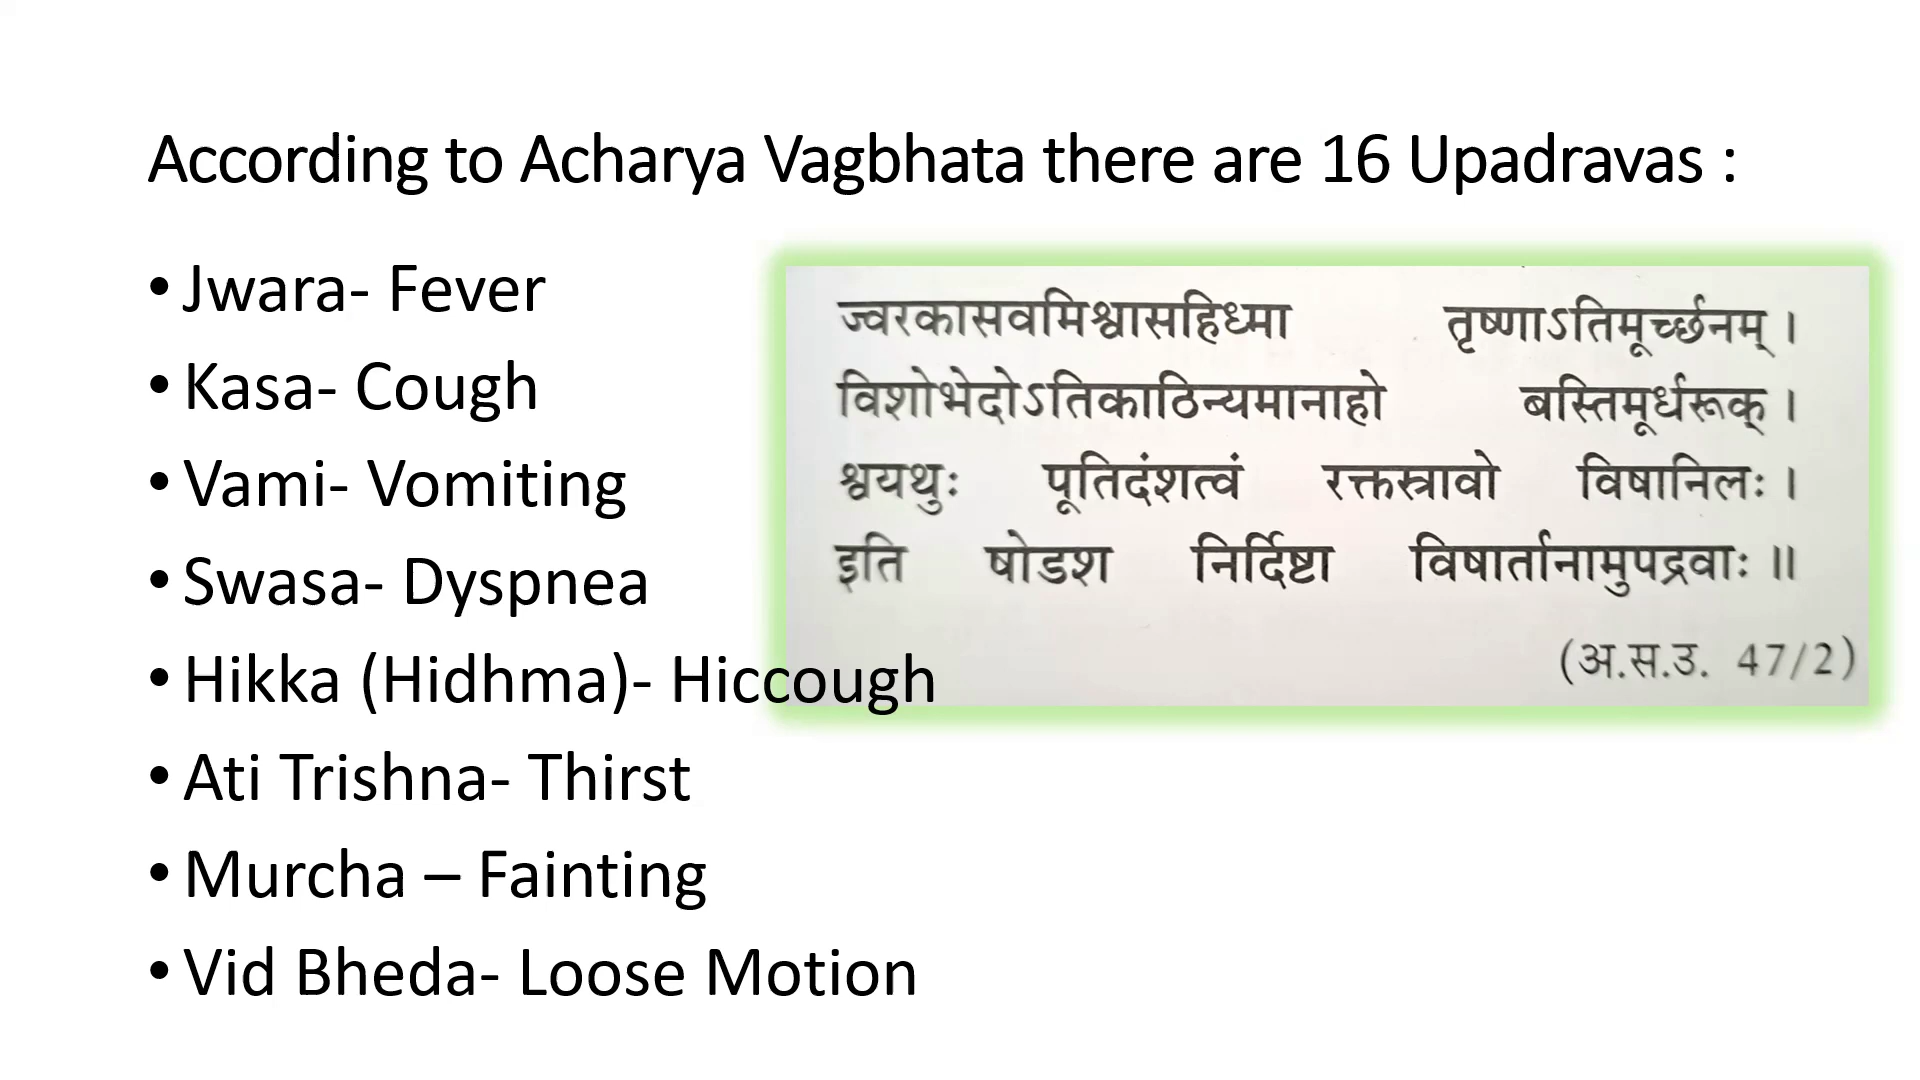 According to Acharya Vagbhata there are 16 Upadravas :
• Jwara- Fever
• Kasa- Cough
• Vami- Vomiting
• Swasa- Dyspnea
• Hikka (Hidhma)- Hiccough
• Ati Trishna- Thirst
• Murcha – Fainting
• Vid Bheda- Loose Motion
ज्वरकासवमिश्वासहिध्मा तृष्णाऽतिमूर्च्छनम् ।
विशोभेदोऽतिकाठिन्यमानाहो बस्तिमूर्धरूक् ।
श्वयथुः पूतिदंशत्वं रक्तस्त्रावो विषानिलः ।
इति षोडश निर्दिष्टा विषार्तानामुपद्रवाः ॥
(अ.स.उ. 47/2)